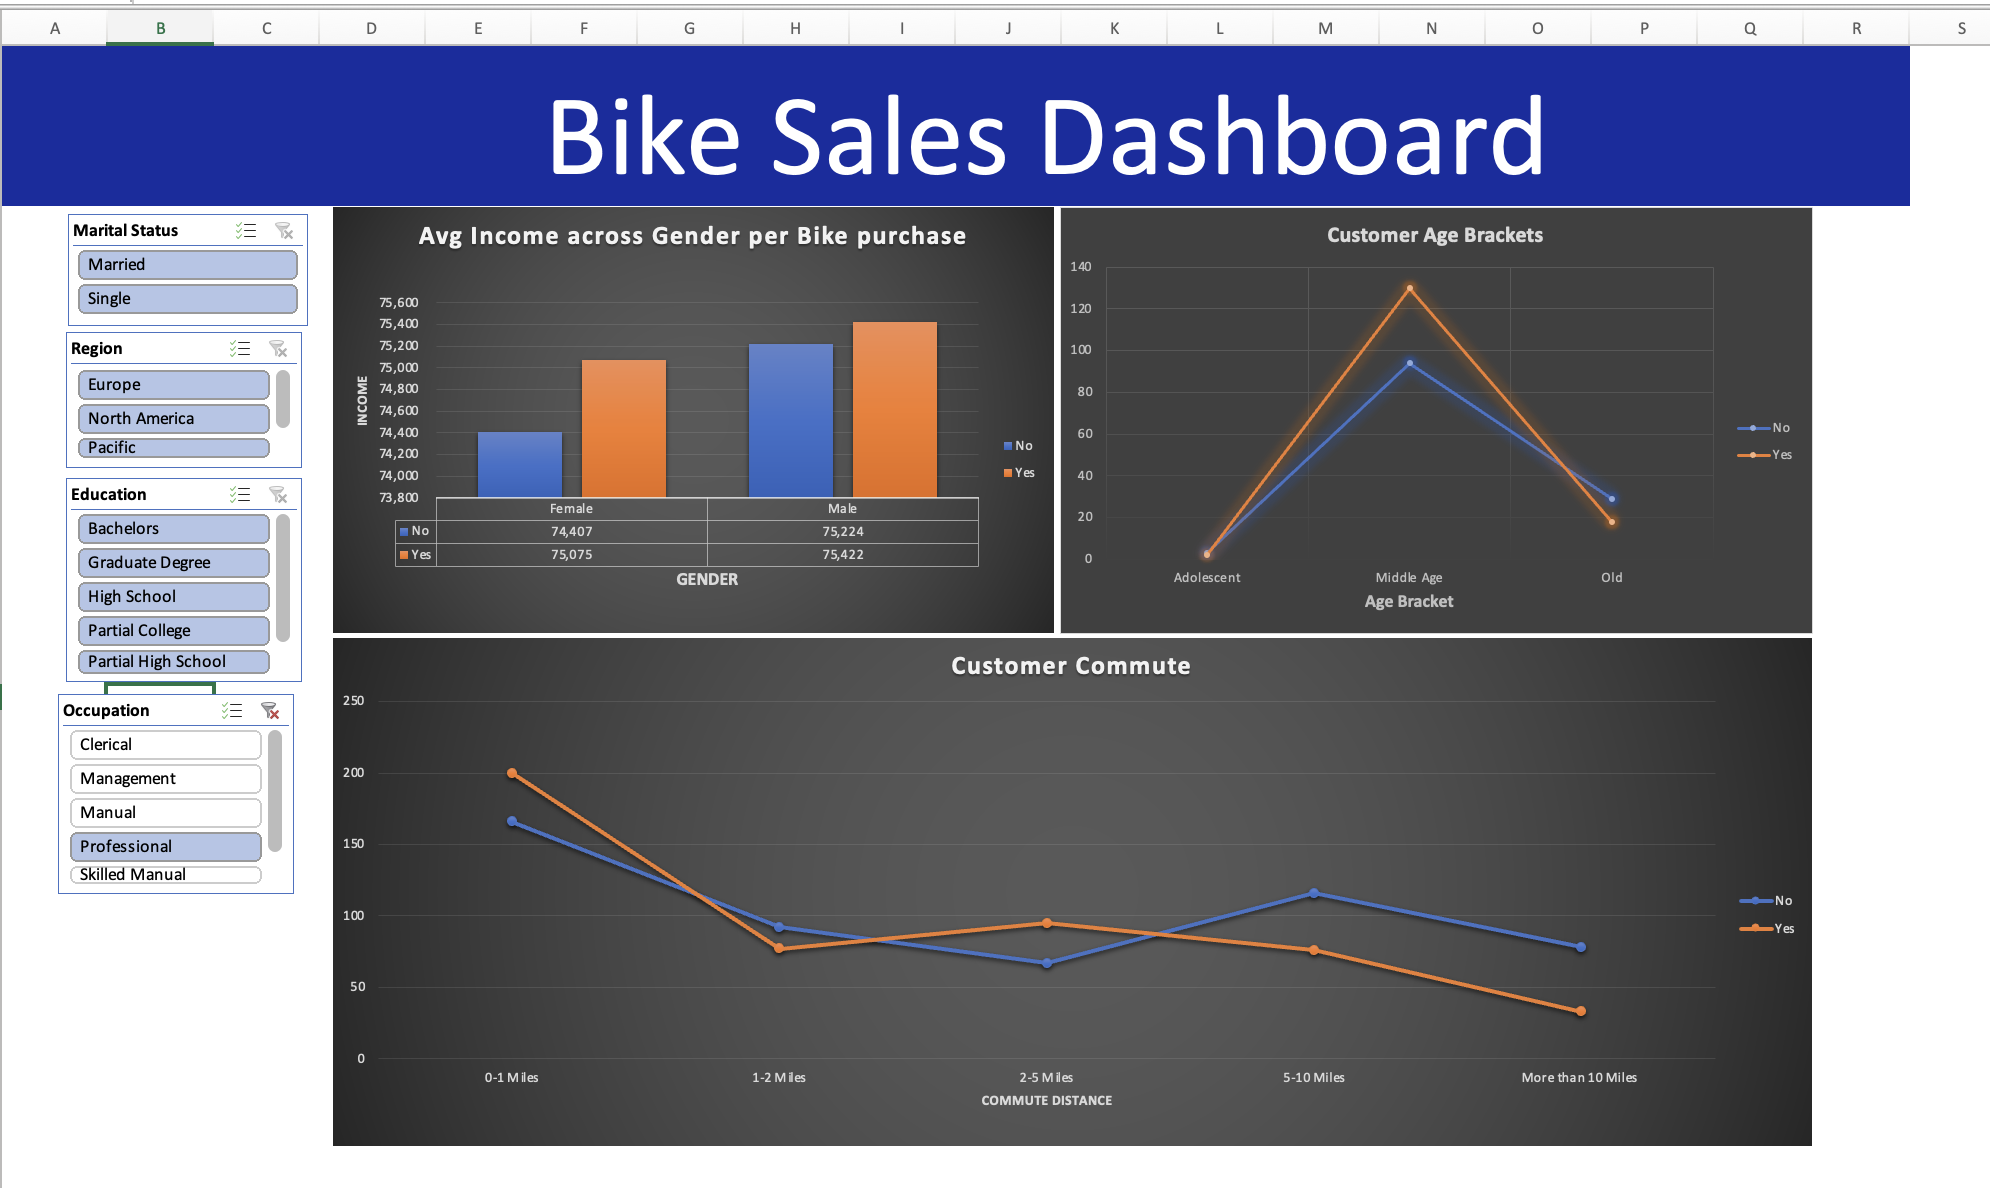 A B C D E F G H I J K L M N O P Q R S
Bike Sales Dashboard
Marital Status
Married
Single
Region
Europe
North America
Pacific
Education
Bachelors
Graduate Degree
High School
Partial College
Partial High School
Occupation
Clerical
Management
Manual
Professional
Skilled Manual
Avg Income across Gender per Bike purchase
INCOME
75,600
75,400
75,200
75,000
74,800
74,600
74,400
74,200
74,000
73,800
Female Male
No 74,407 75,224
Yes 75,075 75,422
GENDER
No
Yes
Customer Age Brackets
140
120
100
80
60
40
20
0
Adolescent Middle Age Old
Age Bracket
No
Yes
Customer Commute
250
200
150
100
50
0
0-1 Miles 1-2 Miles 2-5 Miles 5-10 Miles More than 10 Miles
COMMUTE DISTANCE
No
Yes